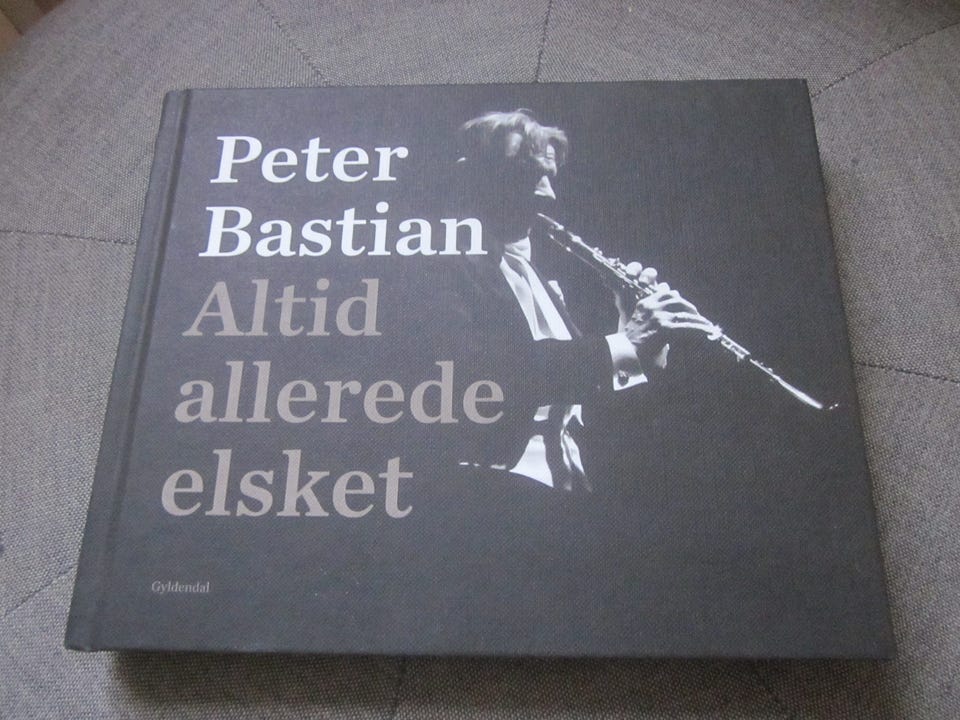 Peter
Bastian
Altid
allerede
elsket
Gyldendal